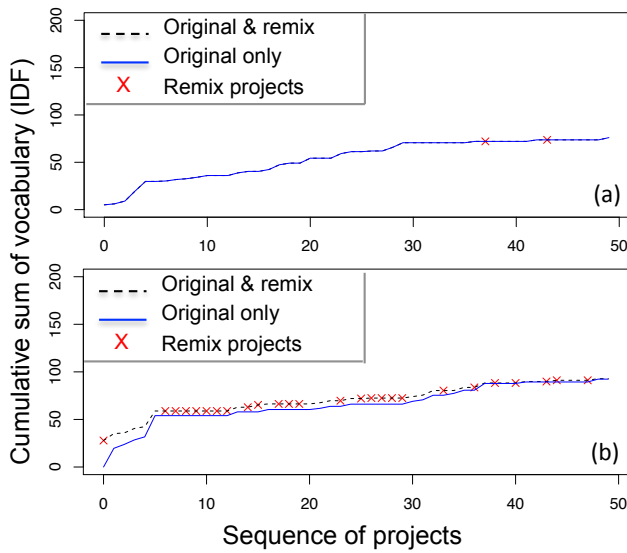 Cumulative sum of vocabulary (IDF)
200
150
100
50
0
Original & remix
Original only
X Remix projects
(a)
0 10 20 30 40 50
200
150
100
50
0
Original & remix
Original only
X Remix projects
(b)
0 10 20 30 40 50
Sequence of projects